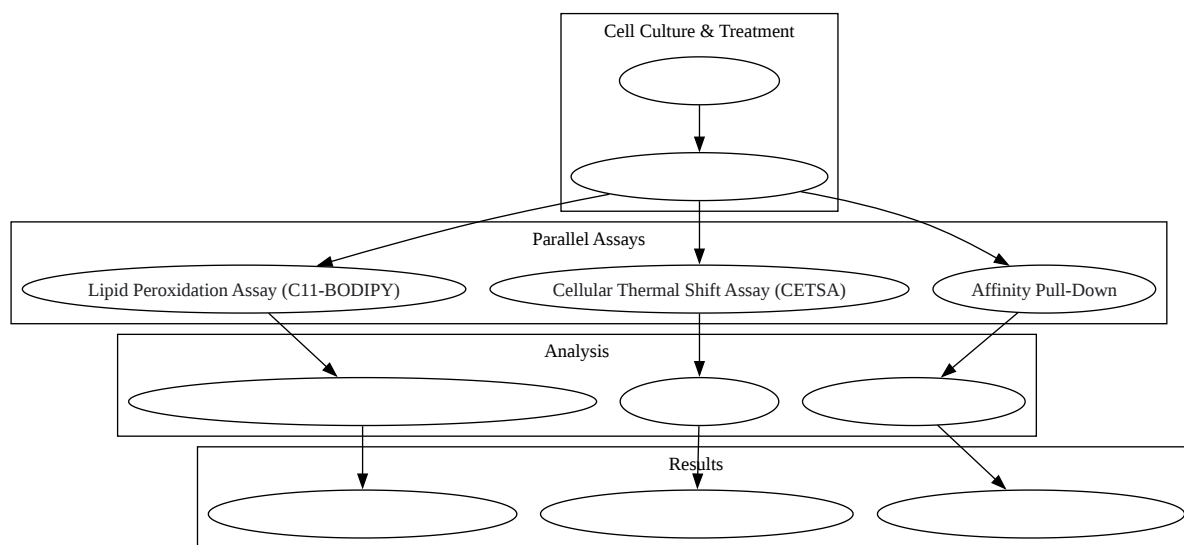 Cell Culture & Treatment
Parallel Assays
Lipid Peroxidation Assay (C11-BODIPY)
Cellular Thermal Shift Assay (CETSA)
Affinity Pull-Down
Analysis
Results